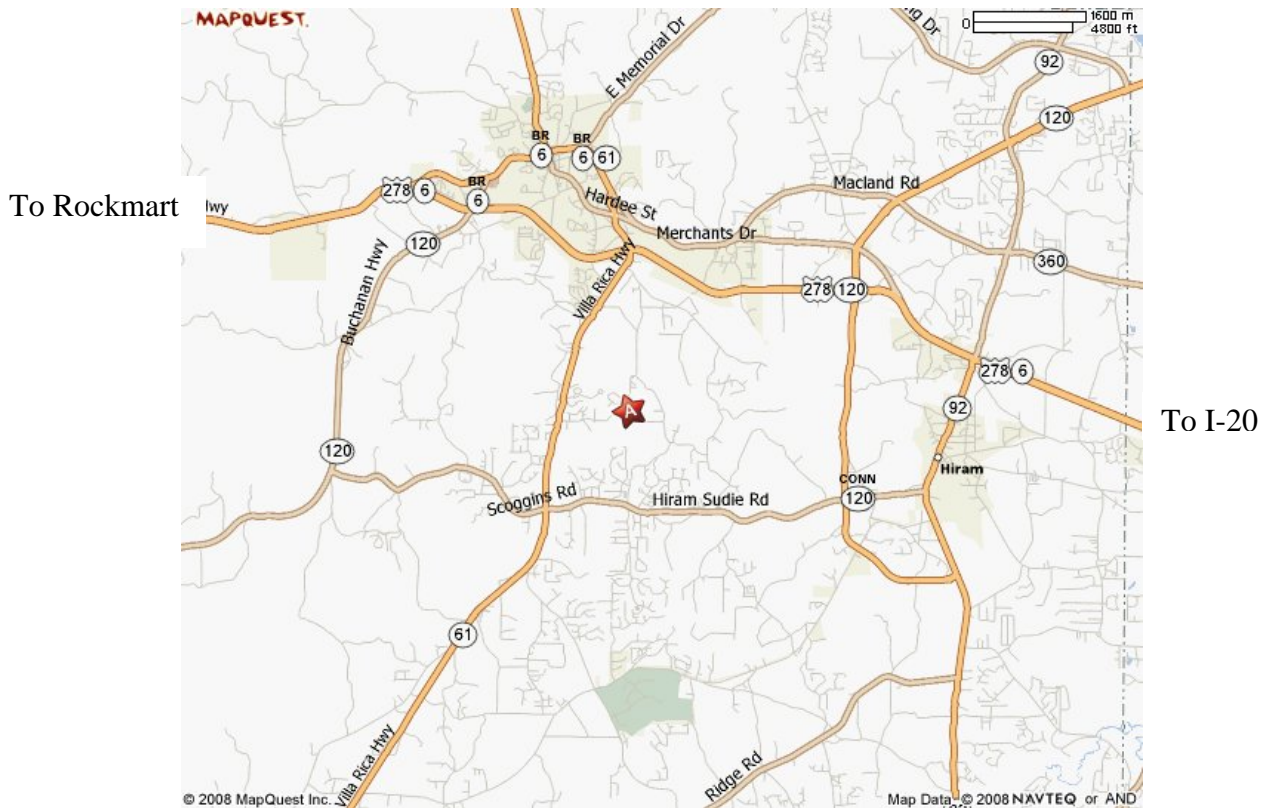 MAPQUEST.
0 1600 m
4800 ft
ng Dr
92
E Memorial Dr
120
BR
6
BR
6 61
278 6
BR
6
To Rockmart
wy
Hardee St
Macland Rd
Merchants Dr
120
Buchanan Hwy
Villa Rica Hwy
360
278 120
278 6
A
92
To I-20
120
Hiram
CONN
120
Scoggins Rd
Hiram Sudie Rd
61
Villa Rica Hwy
Ridge Rd
© 2008 MapQuest Inc.
Map Data © 2008 NAVTEQ or AND